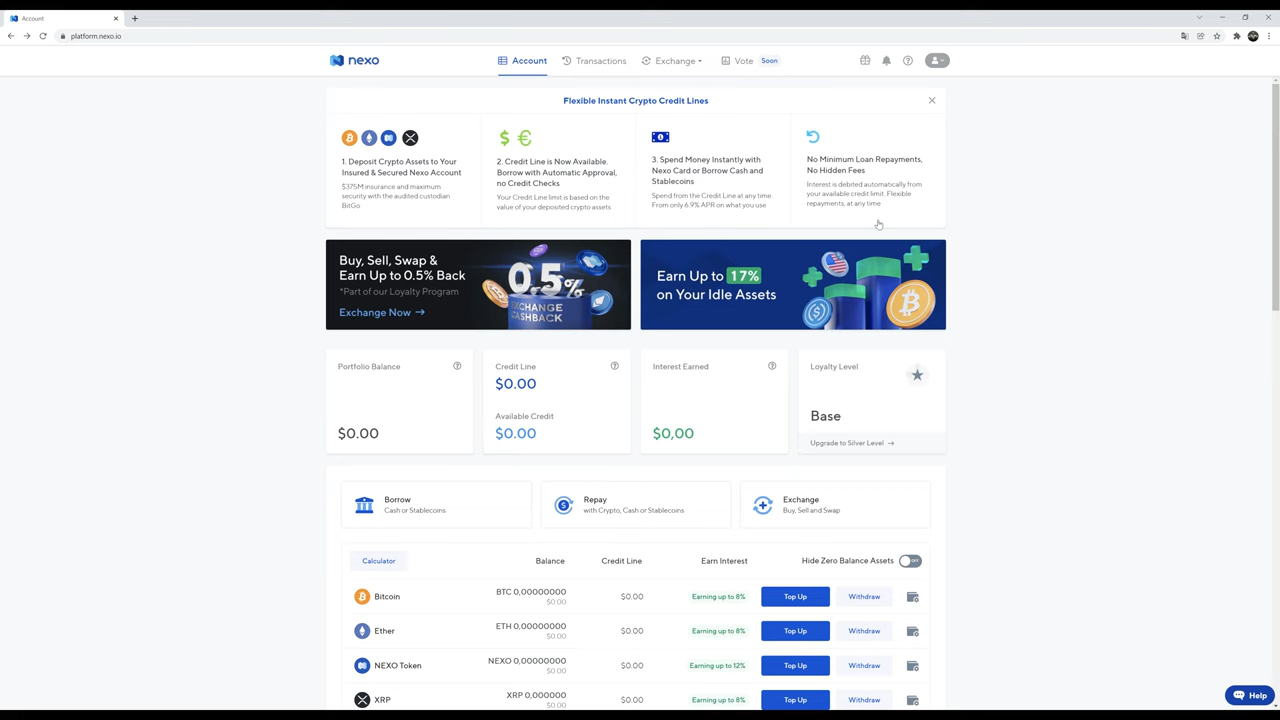 Account
platform.nexo.io
nexo
Account
Transactions
Exchange
Vote
Soon
Flexible Instant Crypto Credit Lines
1. Deposit Crypto Assets to Your
Insured & Secured Nexo Account
$375M insurance and maximum
security with the audited custodian
BitGo
2. Credit Line is Now Available.
Borrow with Automatic Approval,
no Credit Checks
Your Credit Line limit is based on the
value of your deposited crypto assets
3. Spend Money Instantly with
Nexo Card or Borrow Cash and
Stablecoins
Spend from the Credit Line at any time.
From only 6.9% APR on what you use
No Minimum Loan Repayments,
No Hidden Fees
Interest is debited automatically from
your available credit limit. Flexible
repayments, at any time
Buy, Sell, Swap &
Earn Up to 0.5% Back
*Part of our Loyalty Program
Exchange Now →
0.5%
EXCHANGE
CASHBACK
Earn Up to 17%
on Your Idle Assets
Portfolio Balance
$0.00
Credit Line
$0.00
Available Credit
$0.00
Interest Earned
$0,00
Loyalty Level
Base
Upgrade to Silver Level →
Borrow
Cash or Stablecoins
Repay
with Crypto, Cash or Stablecoins
Exchange
Buy, Sell and Swap
Calculator
Balance
Credit Line
Earn Interest
Hide Zero Balance Assets
OFF
Bitcoin
BTC 0,00000000
$0.00
$0.00
Earning up to 8%
Top Up
Withdraw
Ether
ETH 0,00000000
$0.00
$0.00
Earning up to 8%
Top Up
Withdraw
NEXO Token
NEXO 0,00000000
$0.00
$0.00
Earning up to 12%
Top Up
Withdraw
XRP
XRP 0,000000
$0.00
Earning up to 8%
Top Up
Withdraw
Help